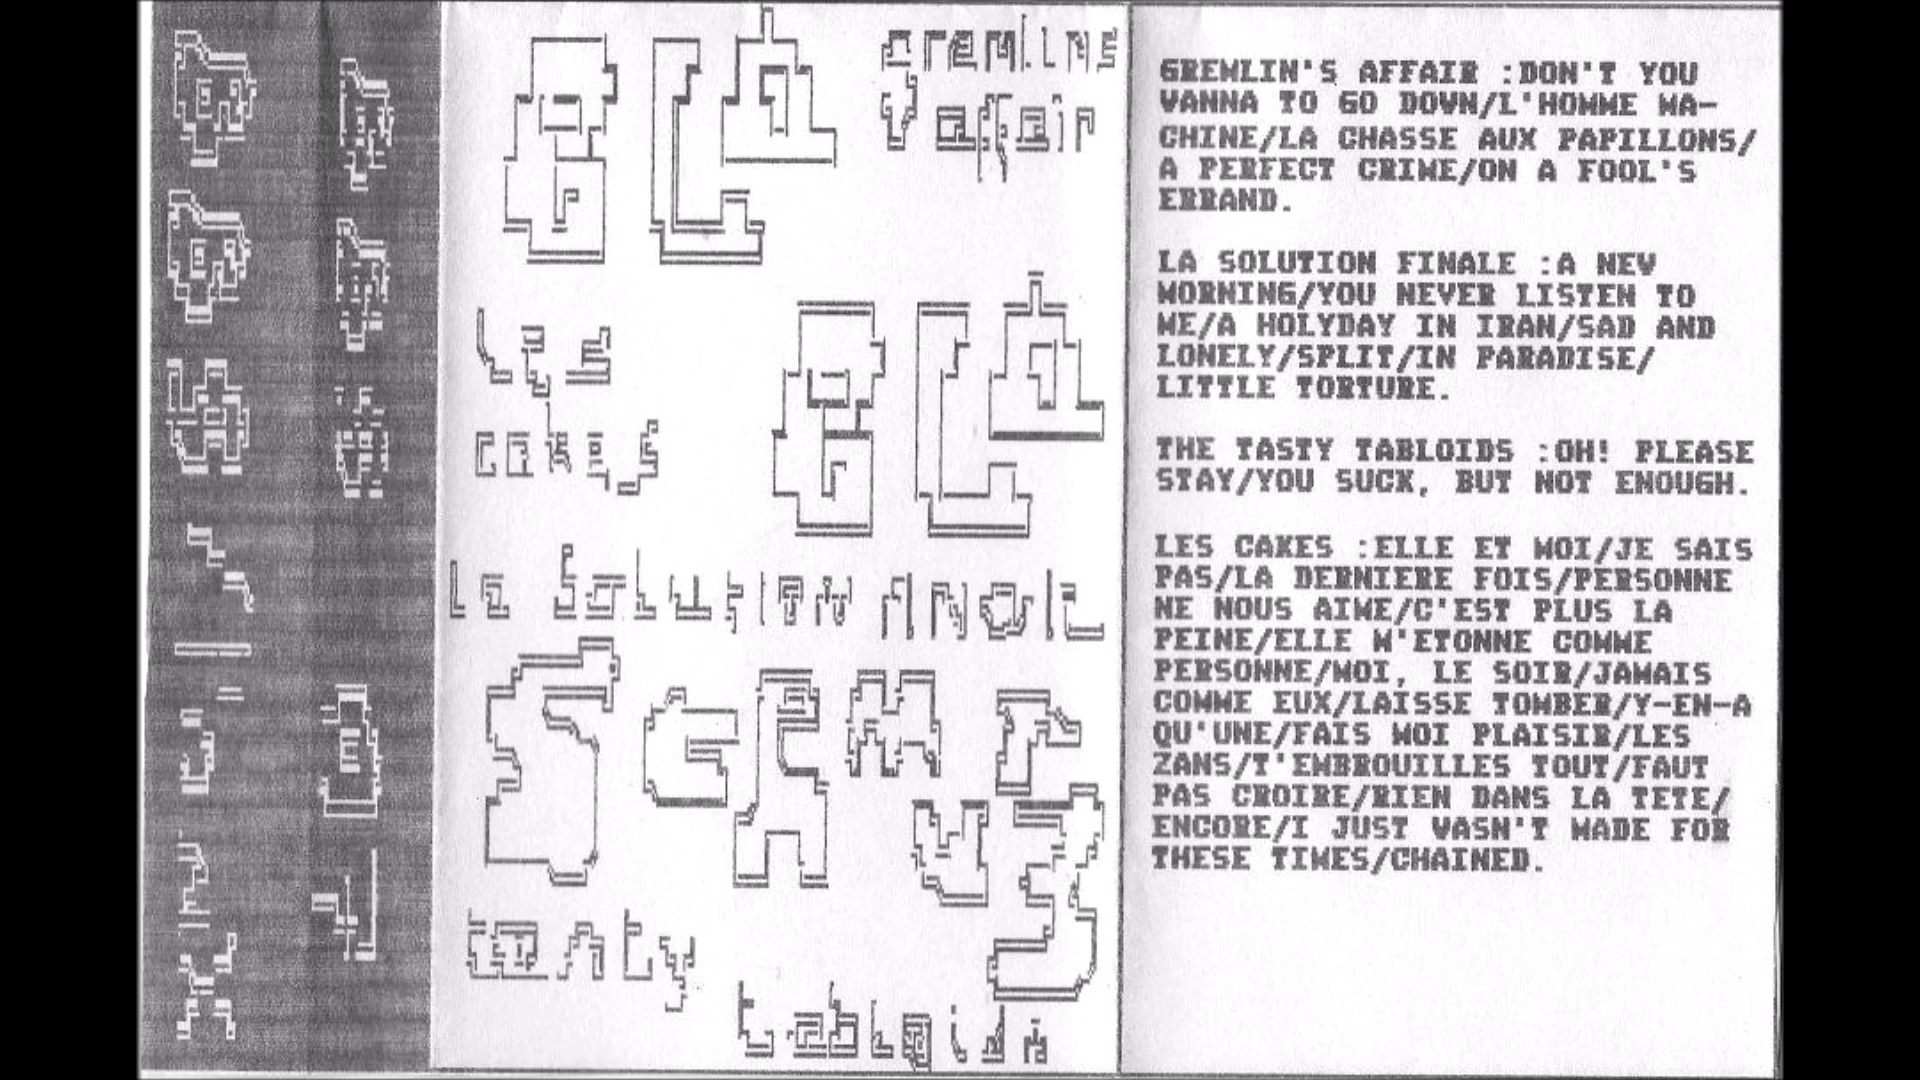 gremlins
affair
les
cakes
la solution finale
tasty
tabloids
GREMLIN'S AFFAIR :DON'T YOU
WANNA TO GO DOWN/L'HOMME MA-
CHINE/LA CHASSE AUX PAPILLONS/
A PERFECT CRIME/ON A FOOL'S
ERRAND.
LA SOLUTION FINALE :A NEW
MORNING/YOU NEVER LISTEN TO
ME/A HOLYDAY IN IRAN/SAD AND
LONELY/SPLIT/IN PARADISE/
LITTLE TORTURE.
THE TASTY TABLOIDS :OH! PLEASE
STAY/YOU SUCK, BUT NOT ENOUGH.
LES CAKES :ELLE ET MOI/JE SAIS
PAS/LA DERNIERE FOIS/PERSONNE
NE NOUS AIME/C'EST PLUS LA
PEINE/ELLE M'ETONNE COMME
PERSONNE/MOI, LE SOIR/JAMAIS
COMME EUX/LAISSE TOMBER/Y-EN-A
QU'UNE/FAIS MOI PLAISIR/LES
ZANS/T'EMBROUILLES TOUT/FAUT
PAS CROIRE/RIEN DANS LA TETE/
ENCORE/I JUST WASN'T MADE FOR
THESE TIMES/CHAINED.